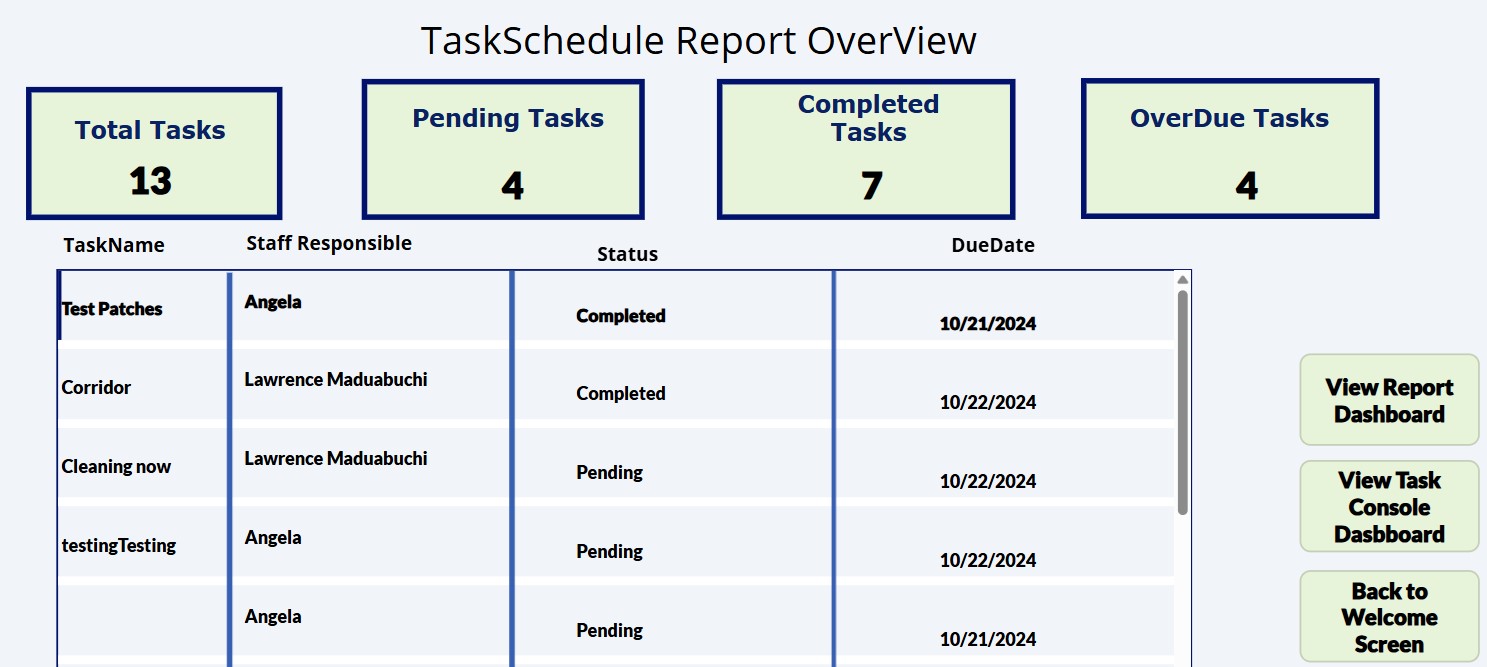 TaskSchedule Report OverView
Total Tasks
13
Pending Tasks
4
Completed
Tasks
7
OverDue Tasks
4
TaskName
Staff Responsible
Status
DueDate
Test Patches
Angela
Completed
10/21/2024
Corridor
Lawrence Maduabuchi
Completed
10/22/2024
Cleaning now
Lawrence Maduabuchi
Pending
10/22/2024
testingTesting
Angela
Pending
10/22/2024
Angela
Pending
10/21/2024
View Report
Dashboard
View Task
Console
Dasbboard
Back to
Welcome
Screen